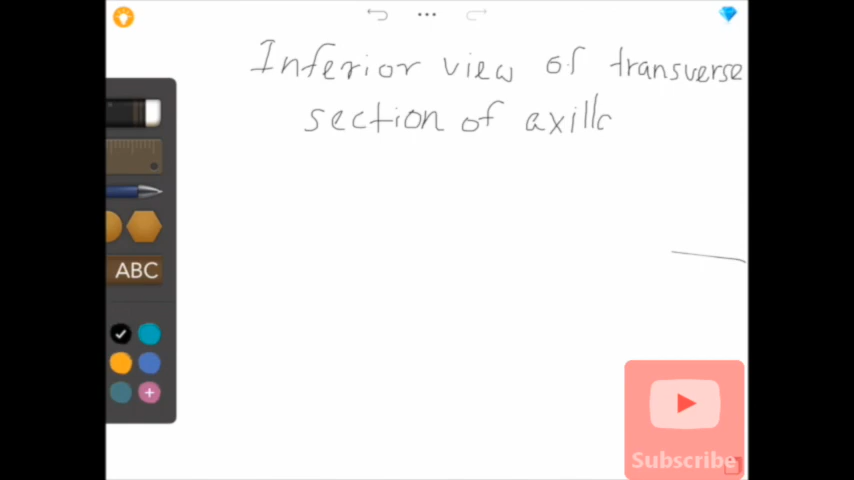 Inferior view of transverse
section of axilla
ABC
Subscribe